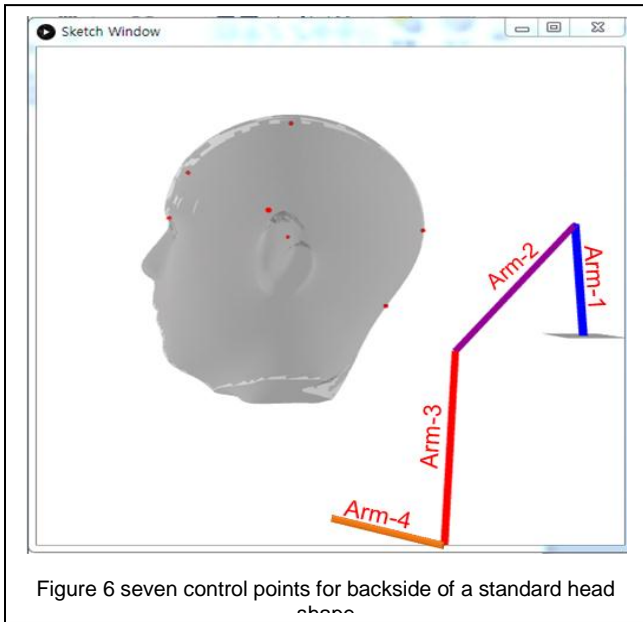 Sketch Window
Arm-1
Arm-2
Arm-3
Arm-4
Figure 6 seven control points for backside of a standard head
shape